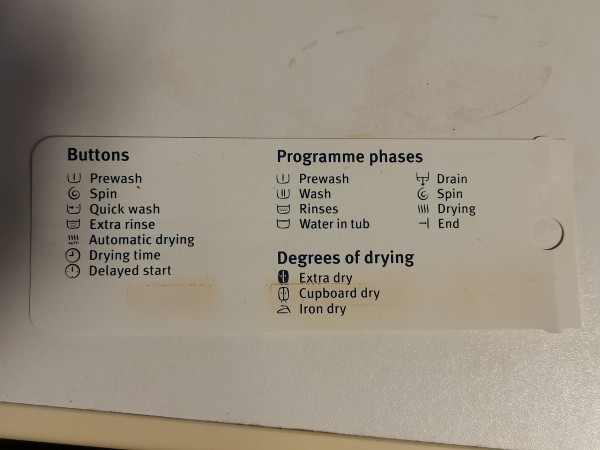 Buttons
Prewash
Spin
Quick wash
Extra rinse
Automatic drying
Drying time
Delayed start
Programme phases
Prewash
Wash
Rinses
Water in tub
Drain
Spin
Drying
End
Degrees of drying
Extra dry
Cupboard dry
Iron dry